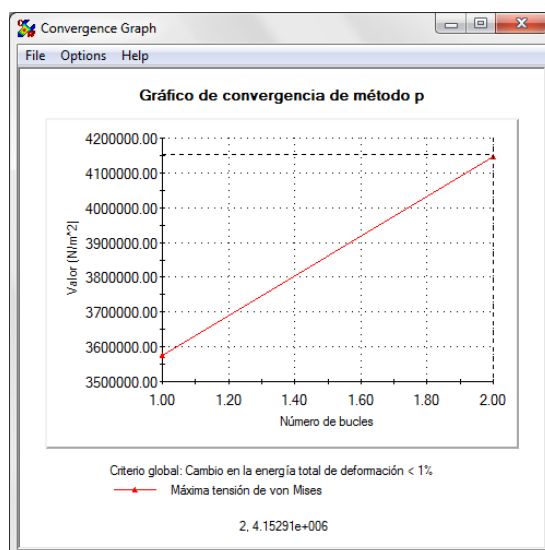 Convergence Graph
File Options Help
Gráfico de convergencia de método p
Valor [N/m^2]
4200000.00
4100000.00
4000000.00
3900000.00
3800000.00
3700000.00
3600000.00
3500000.00
1.00 1.20 1.40 1.60 1.80 2.00
Número de bucles
Criterio global: Cambio en la energía total de deformación < 1%
Máxima tensión de von Mises
2, 4.15291e+006